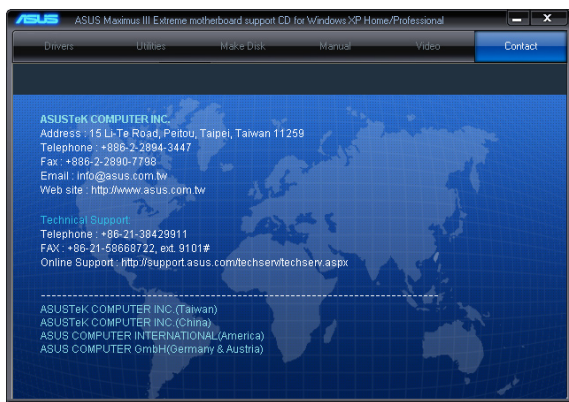 ASUS ASUS Maximus III Extreme motherboard support CD for Windows XP Home/Professional
Drivers Utilities Make Disk Manual Video Contact
ASUSTeK COMPUTER INC.
Address : 15 Li-Te Road, Peitou, Taipei, Taiwan 11259
Telephone : +886-2-2894-3447
Fax : +886-2-2890-7798
Email : info@asus.com.tw
Web site : http://www.asus.com.tw
Technical Support:
Telephone : +86-21-38429911
FAX : +86-21-58668722, ext. 9101#
Online Support : http://support.asus.com/techserv/techserv.aspx
------------------------------------------------------------------------------------
ASUSTeK COMPUTER INC.(Taiwan)
ASUSTeK COMPUTER INC.(China)
ASUS COMPUTER INTERNATIONAL(America)
ASUS COMPUTER GmbH(Germany & Austria)